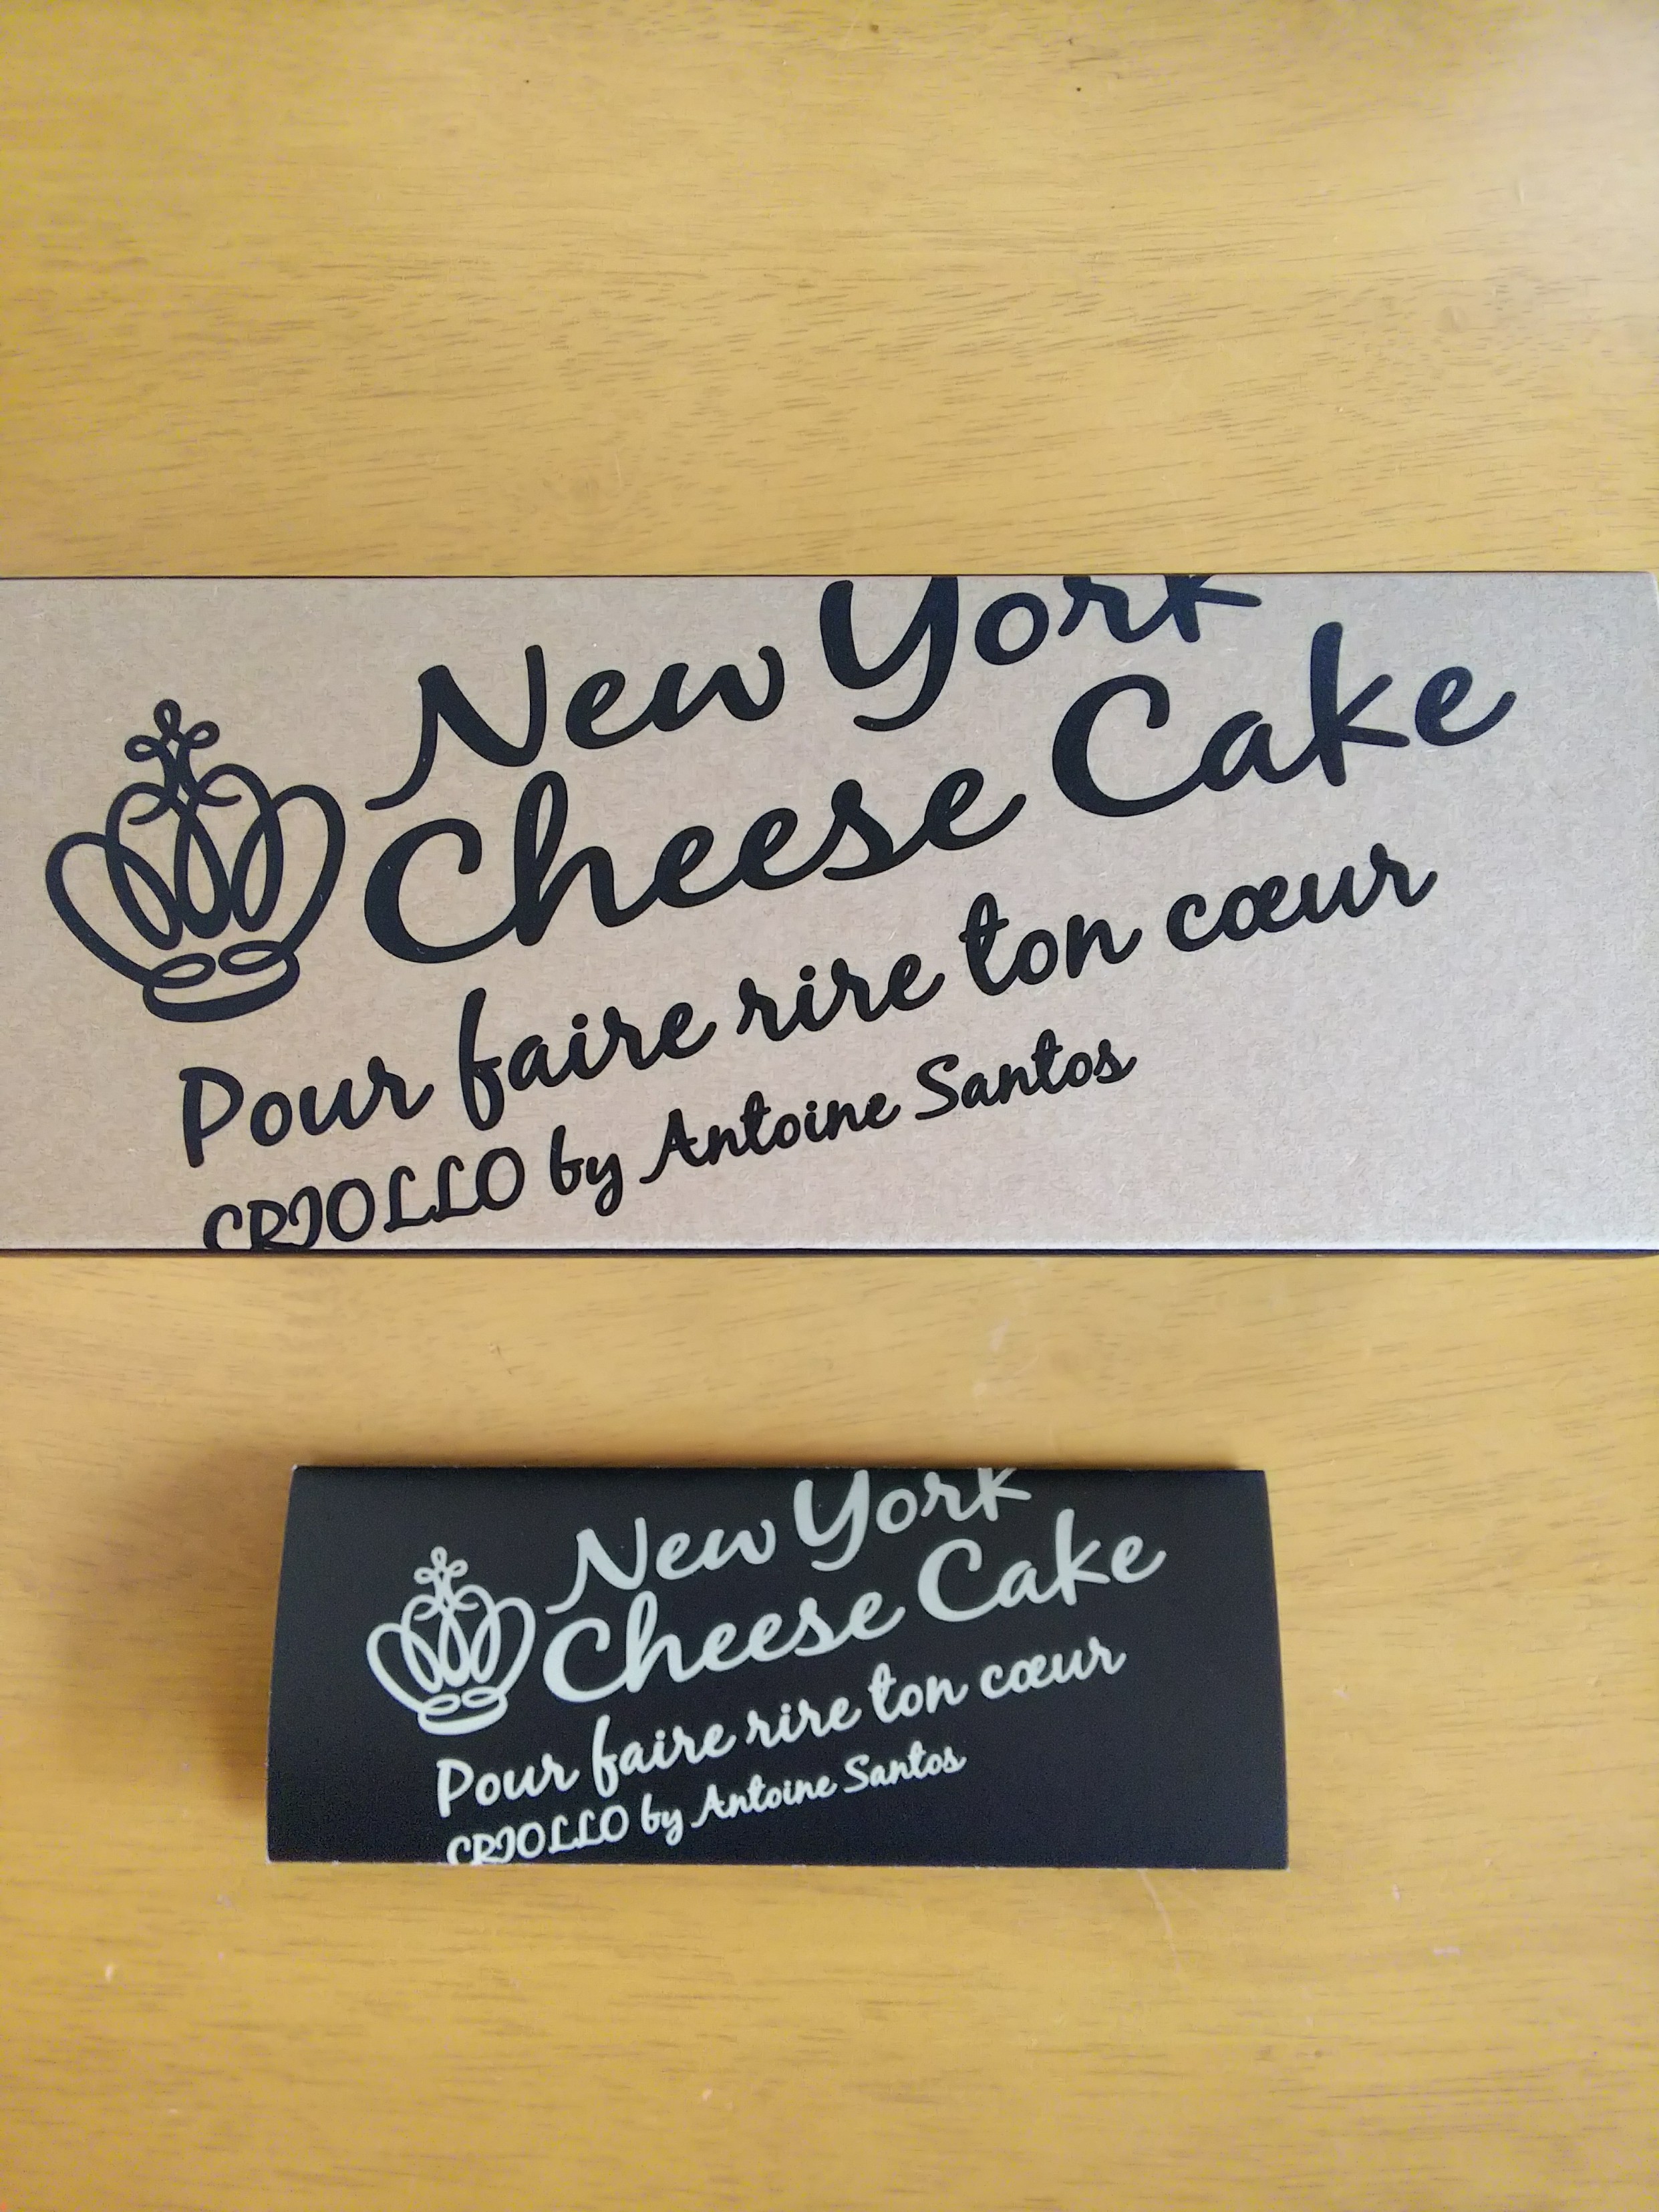 New York
Cheese Cake
Pour faire rire ton cœur
CRIOLLO by Antoine Santos
New York
Cheese Cake
Pour faire rire ton cœur
CRIOLLO by Antoine Santos